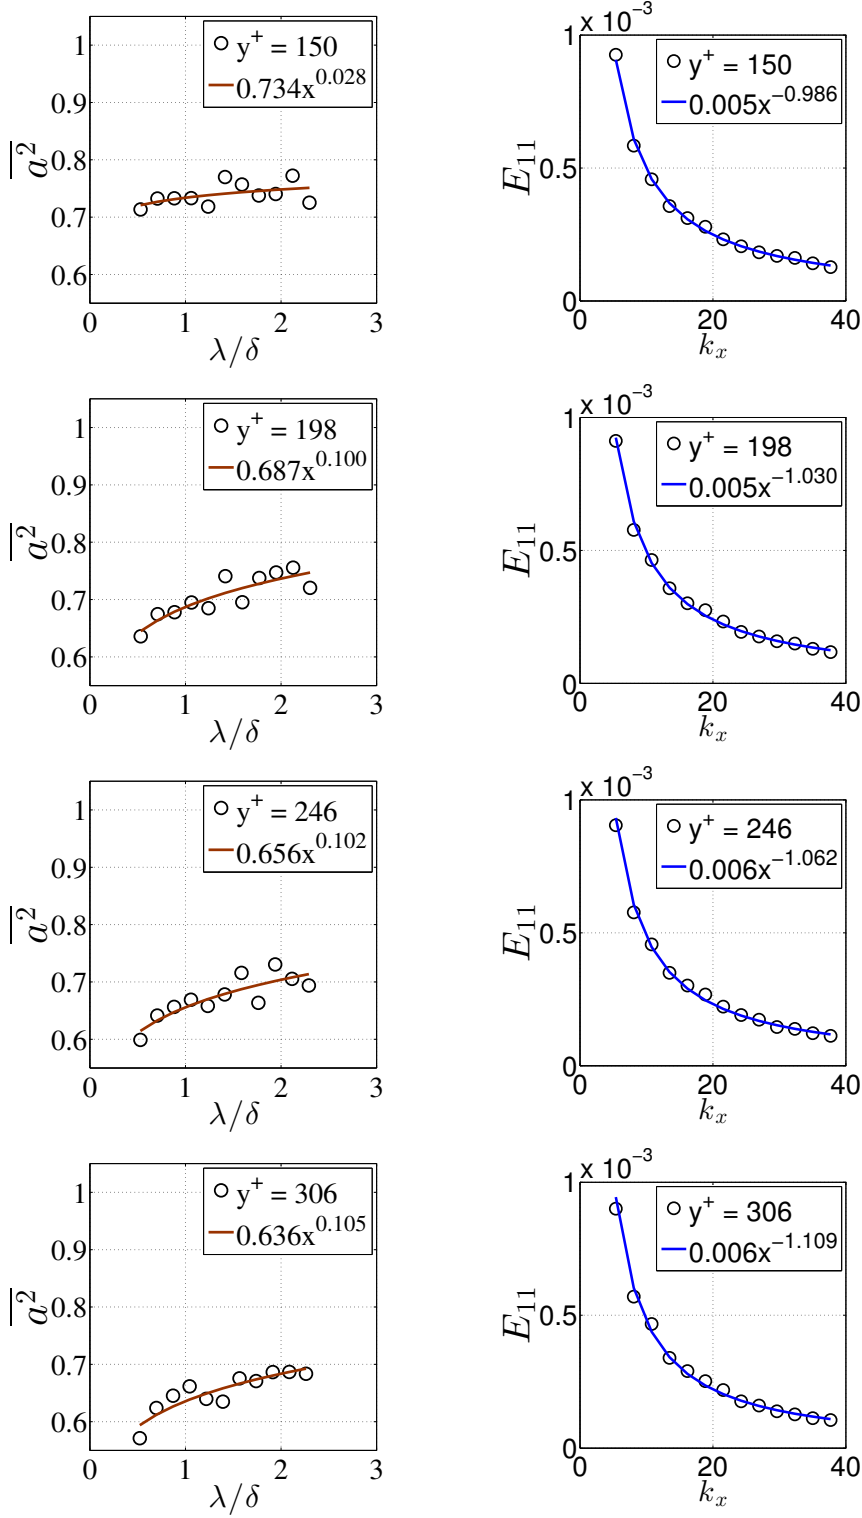 y⁺ = 150
0.734x^0.028
1
0.9
0.8
0.7
0.6
a²
0 1 2 3
λ/δ
1 x 10⁻³
y⁺ = 150
0.005x^−0.986
0.5
0
E₁₁
0 20 40
kₓ
y⁺ = 198
0.687x^0.100
1
0.9
0.8
0.7
0.6
a²
0 1 2 3
λ/δ
1 x 10⁻³
y⁺ = 198
0.005x^−1.030
0.5
0
E₁₁
0 20 40
kₓ
y⁺ = 246
0.656x^0.102
1
0.9
0.8
0.7
0.6
a²
0 1 2 3
λ/δ
1 x 10⁻³
y⁺ = 246
0.006x^−1.062
0.5
0
E₁₁
0 20 40
kₓ
y⁺ = 306
0.636x^0.105
1
0.9
0.8
0.7
0.6
a²
0 1 2 3
λ/δ
1 x 10⁻³
y⁺ = 306
0.006x^−1.109
0.5
0
E₁₁
0 20 40
kₓ